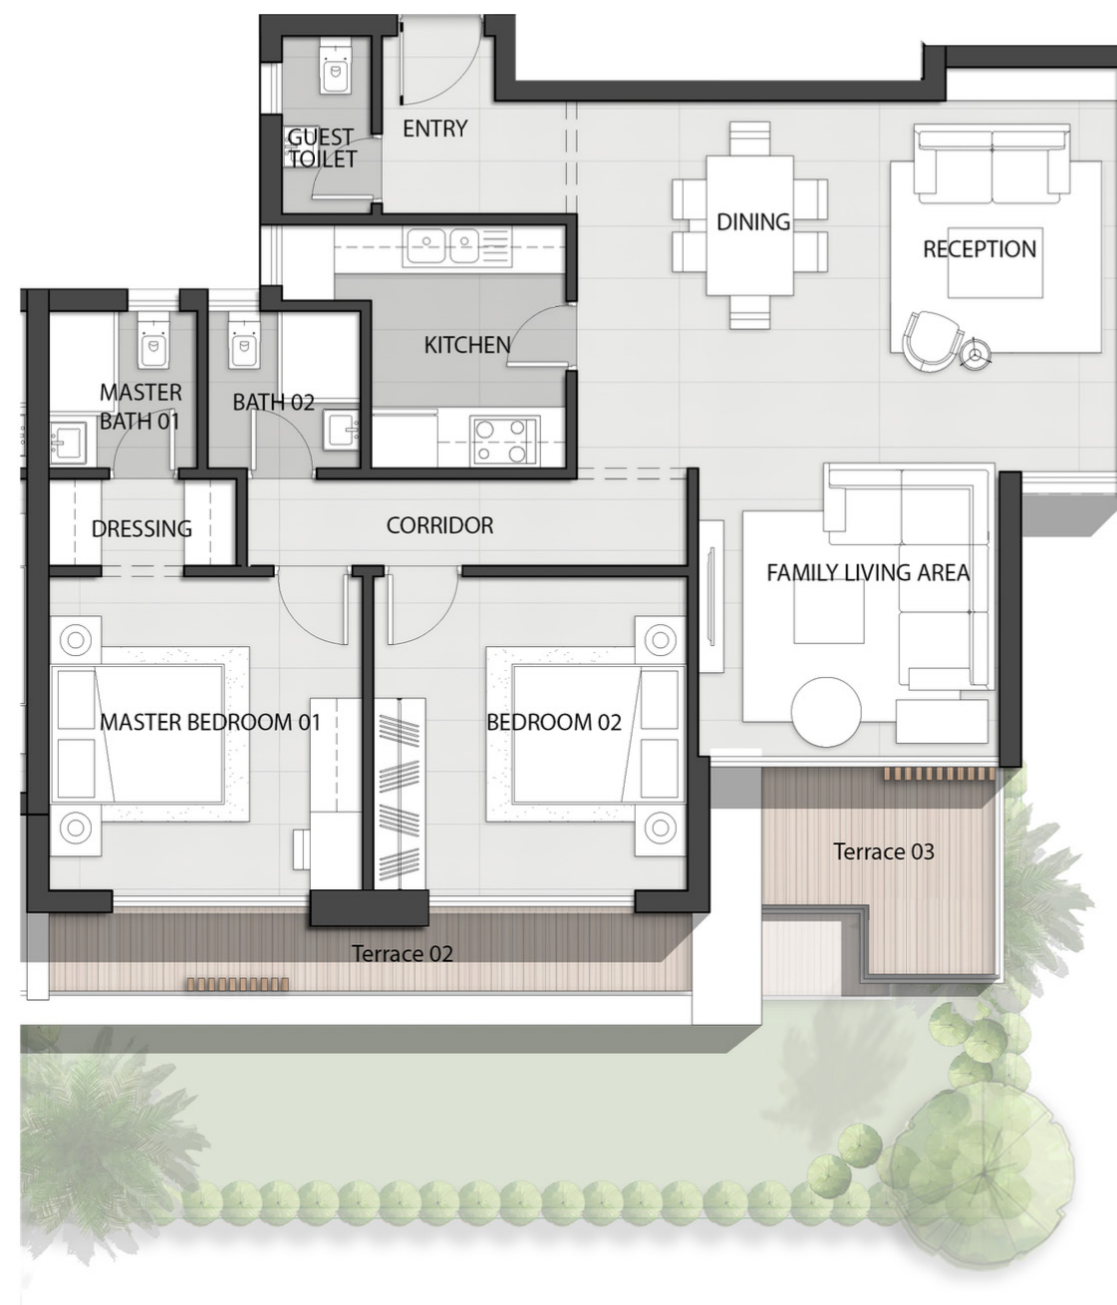 ENTRY
GUEST
TOILET
DINING
RECEPTION
KITCHEN
MASTER
BATH 01
BATH 02
DRESSING
CORRIDOR
FAMILY LIVING AREA
MASTER BEDROOM 01
BEDROOM 02
Terrace 03
Terrace 02